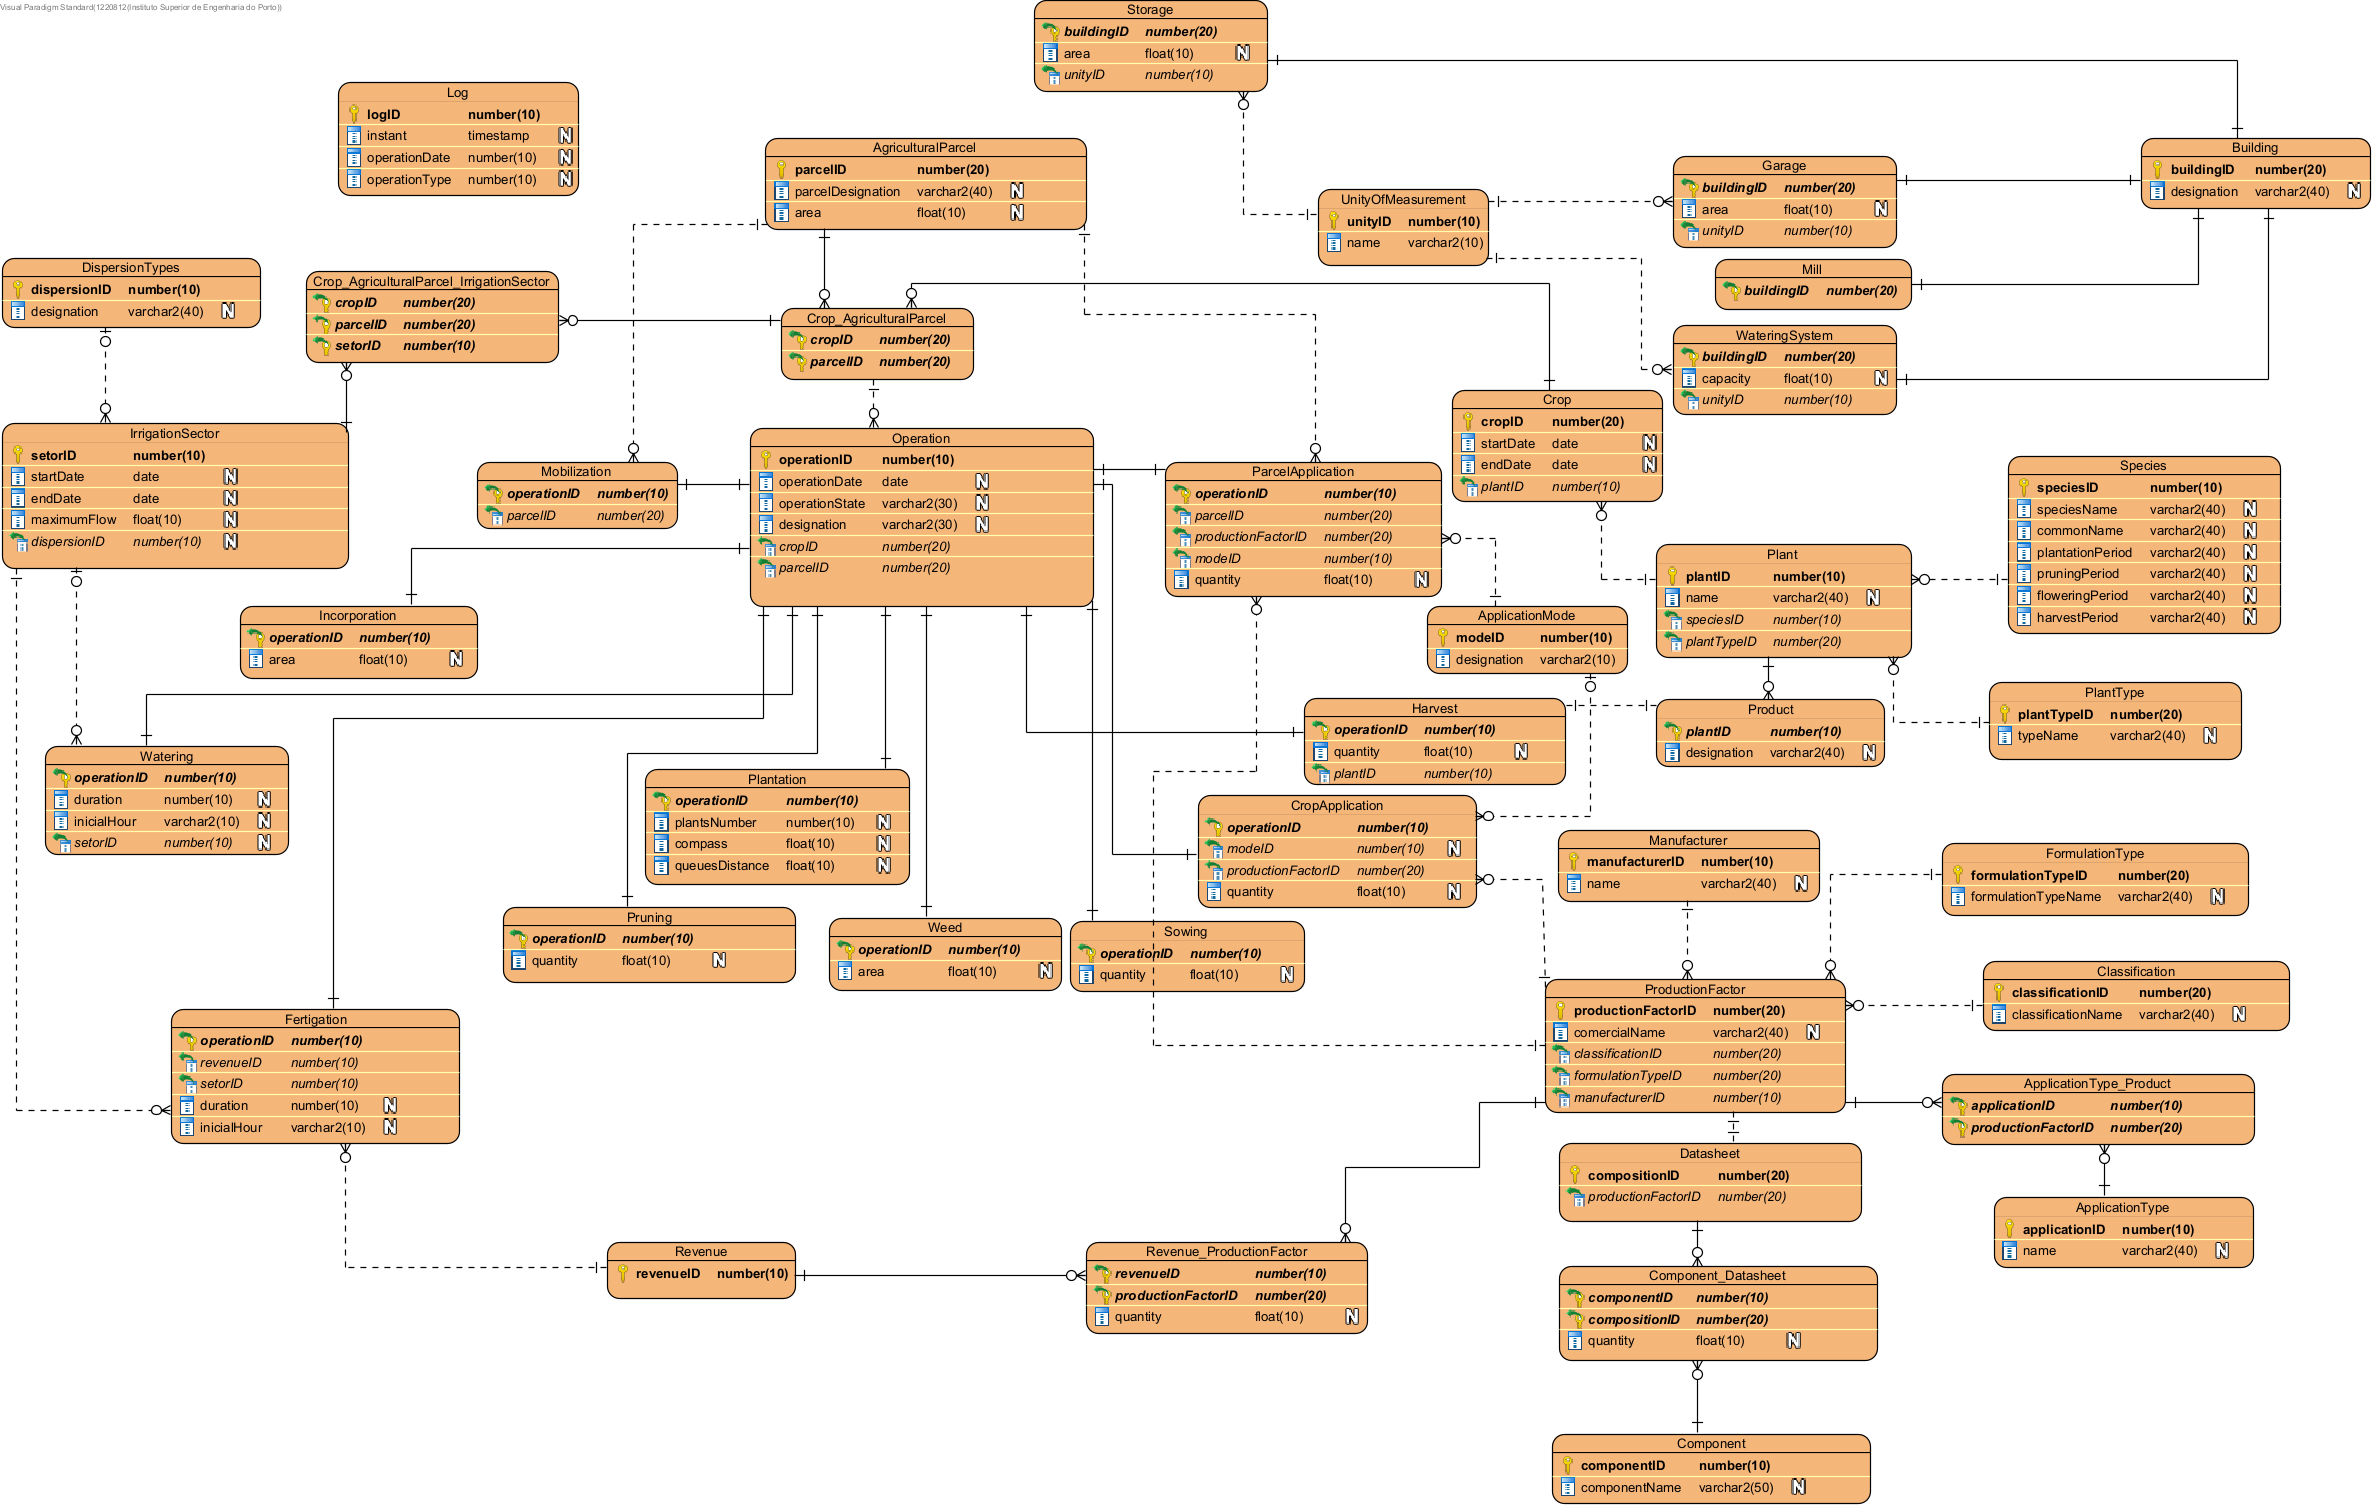 Visual Paradigm Standard(1220812(Instituto Superior de Engenharia do Porto))
Storage
buildingID number(20)
area float(10) N
unityID number(10)
Log
logID number(10)
instant timestamp N
operationDate number(10) N
operationType number(10) N
AgriculturalParcel
parcelID number(20)
parcelDesignation varchar2(40) N
area float(10) N
UnityOfMeasurement
unityID number(10)
name varchar2(10)
Garage
buildingID number(20)
area float(10) N
unityID number(10)
Building
buildingID number(20)
designation varchar2(40) N
Mill
buildingID number(20)
WateringSystem
buildingID number(20)
capacity float(10) N
unityID number(10)
DispersionTypes
dispersionID number(10)
designation varchar2(40) N
Crop_AgriculturalParcel_IrrigationSector
cropID number(20)
parcelID number(20)
setorID number(10)
Crop_AgriculturalParcel
cropID number(20)
parcelID number(20)
Crop
cropID number(20)
startDate date N
endDate date N
plantID number(10)
IrrigationSector
setorID number(10)
startDate date N
endDate date N
maximumFlow float(10) N
dispersionID number(10) N
Mobilization
operationID number(10)
parcelID number(20)
Operation
operationID number(10)
operationDate date N
operationState varchar2(30) N
designation varchar2(30) N
cropID number(20)
parcelID number(20)
ParcelApplication
operationID number(10)
parcelID number(20)
productionFactorID number(20)
modeID number(10)
quantity float(10) N
Species
speciesID number(10)
speciesName varchar2(40) N
commonName varchar2(40) N
plantationPeriod varchar2(40) N
pruningPeriod varchar2(40) N
floweringPeriod varchar2(40) N
harvestPeriod varchar2(40) N
Plant
plantID number(10)
name varchar2(40) N
speciesID number(10)
plantTypeID number(20)
Incorporation
operationID number(10)
area float(10) N
ApplicationMode
modeID number(10)
designation varchar2(10)
PlantType
plantTypeID number(20)
typeName varchar2(40) N
Harvest
operationID number(10)
quantity float(10) N
plantID number(10)
Product
plantID number(10)
designation varchar2(40) N
Watering
operationID number(10)
duration number(10) N
inicialHour varchar2(10) N
setorID number(10) N
Plantation
operationID number(10)
plantsNumber number(10) N
compass float(10) N
queuesDistance float(10) N
CropApplication
operationID number(10)
modeID number(10) N
productionFactorID number(20)
quantity float(10) N
Manufacturer
manufacturerID number(10)
name varchar2(40) N
FormulationType
formulationTypeID number(20)
formulationTypeName varchar2(40) N
Pruning
operationID number(10)
quantity float(10) N
Weed
operationID number(10)
area float(10) N
Sowing
operationID number(10)
quantity float(10) N
Classification
classificationID number(20)
classificationName varchar2(40) N
ProductionFactor
productionFactorID number(20)
comercialName varchar2(40) N
classificationID number(20)
formulationTypeID number(20)
manufacturerID number(10)
Fertigation
operationID number(10)
revenueID number(10)
setorID number(10)
duration number(10) N
inicialHour varchar2(10) N
ApplicationType_Product
applicationID number(10)
productionFactorID number(20)
Datasheet
compositionID number(20)
productionFactorID number(20)
ApplicationType
applicationID number(10)
name varchar2(40) N
Revenue
revenueID number(10)
Revenue_ProductionFactor
revenueID number(10)
productionFactorID number(20)
quantity float(10) N
Component_Datasheet
componentID number(10)
compositionID number(20)
quantity float(10) N
Component
componentID number(10)
componentName varchar2(50) N